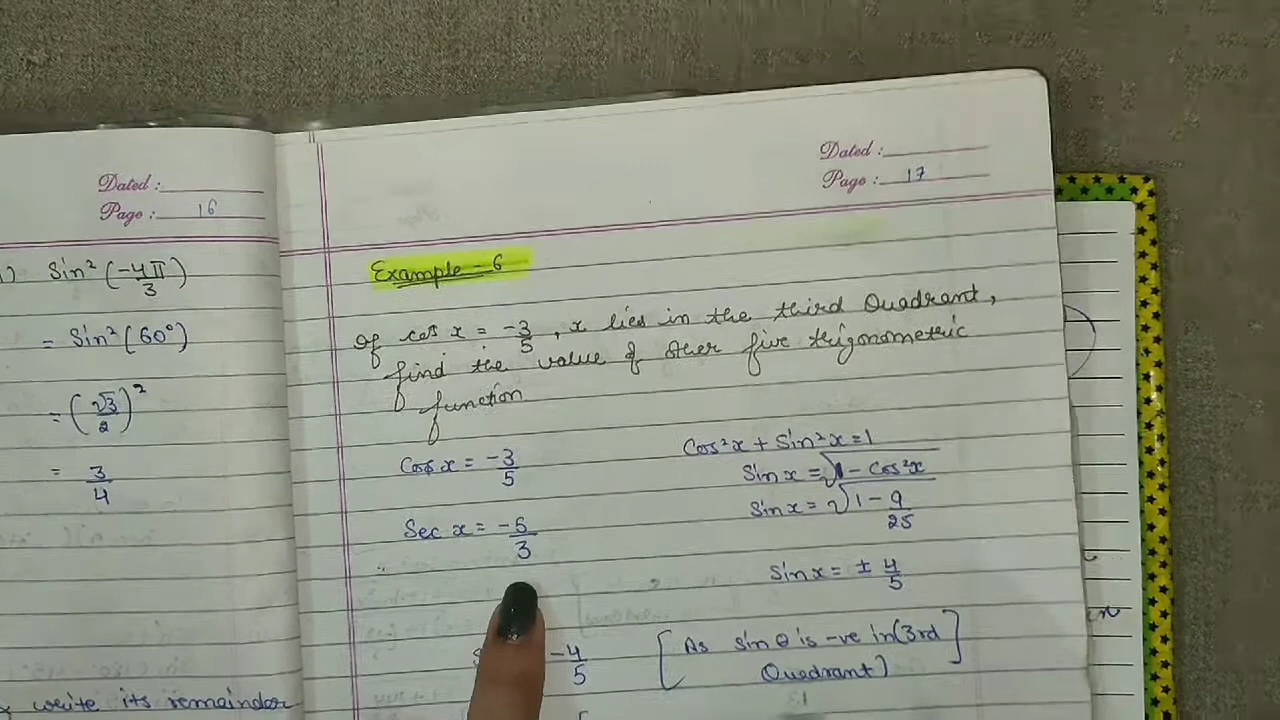 Dated :
Page : 16
Sin² (-4π/3)
= Sin² (60°)
= (√3/2)²
= 3/4
write its remainder
Dated :
Page : 17
Example - 6
If cos x = -3/5, x lies in the third Quadrant,
find the value of other five trigonometric
function
Cos x = -3/5
Sec x = -5/3
-4/5
Cos²x + Sin²x = 1
Sin x = √1 - Cos²x
Sin x = √1 - 9/25
Sin x = ± 4/5
[As sin θ is -ve in (3rd
Quadrant)]